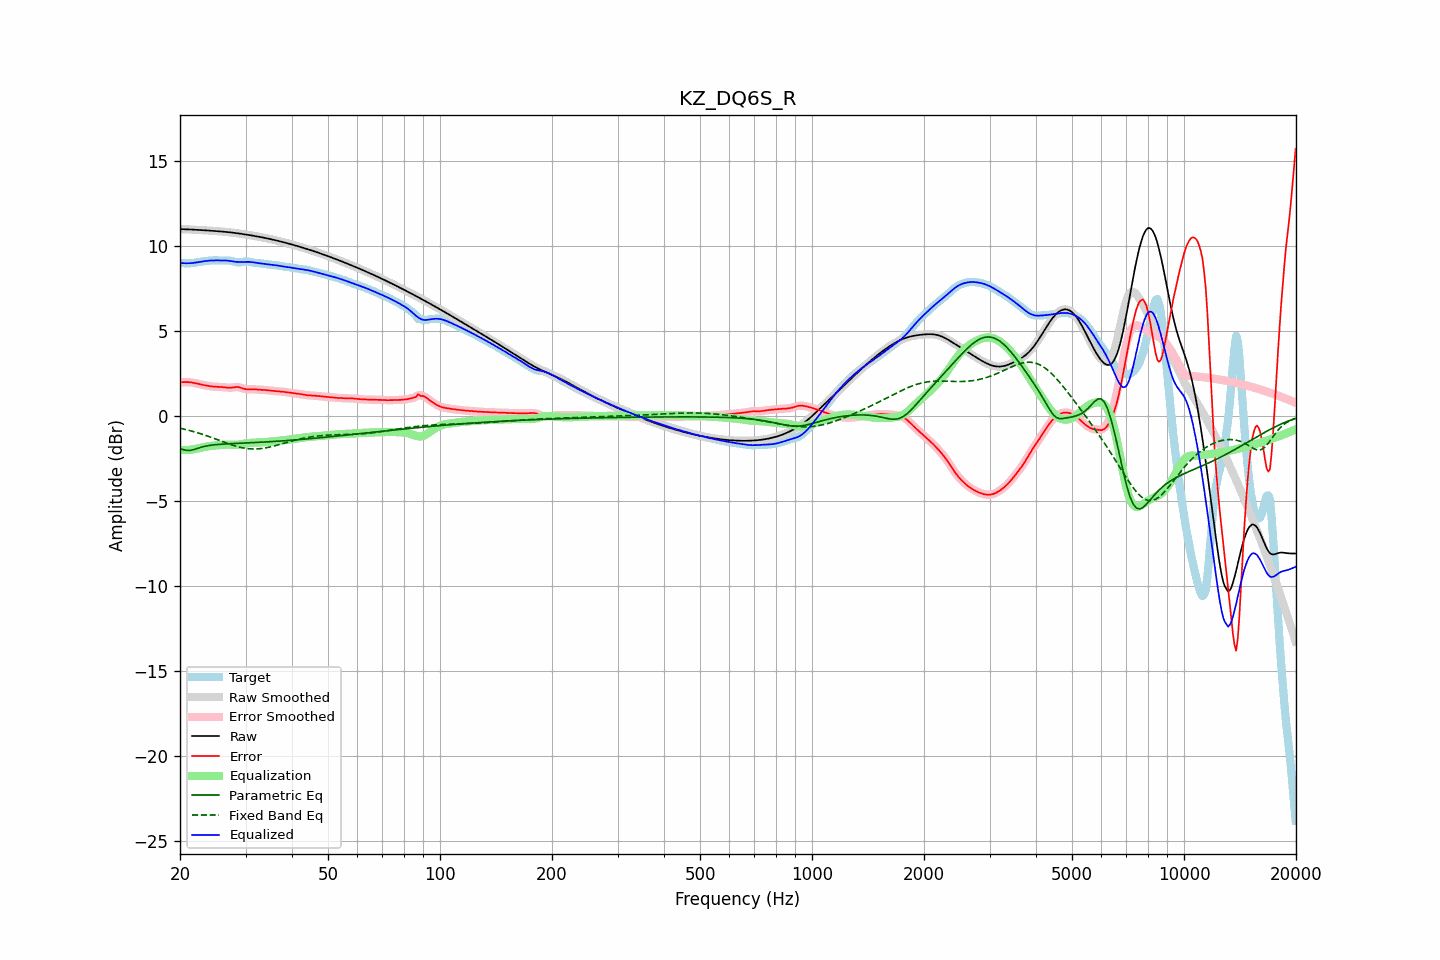 KZ_DQ6S_R
15
10
5
0
−5
−10
−15
−20
−25
Amplitude (dBr)
Target
Raw Smoothed
Error Smoothed
Raw
Error
Equalization
Parametric Eq
Fixed Band Eq
Equalized
20 50 100 200 500 1000 2000 5000 10000 20000
Frequency (Hz)